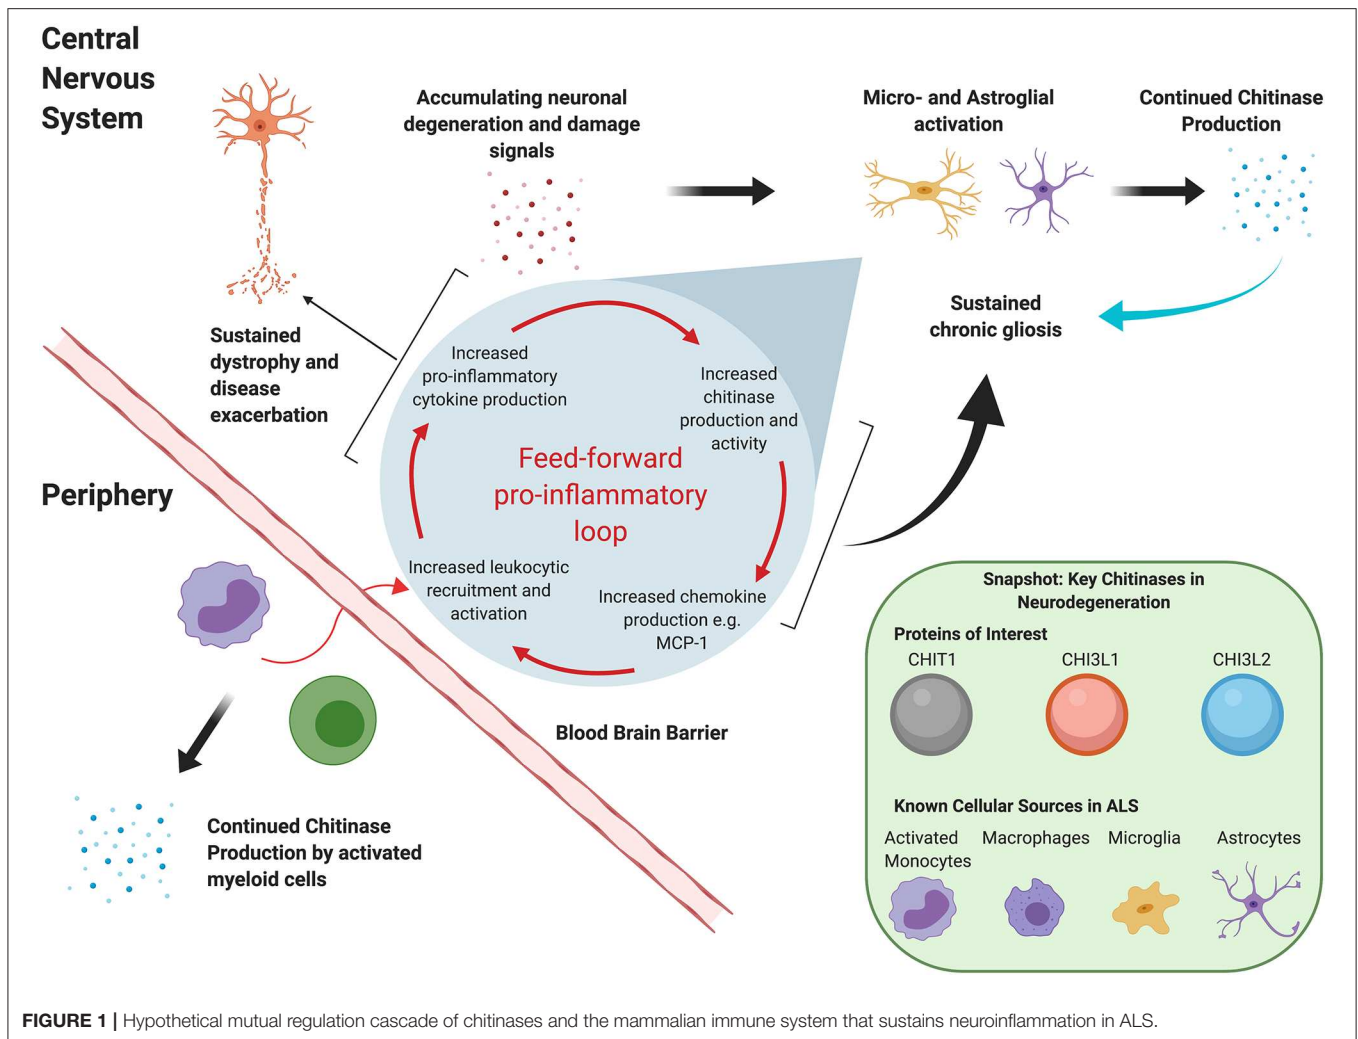 Central
Nervous
System
Accumulating neuronal
degeneration and damage
signals
Micro- and Astroglial
activation
Continued Chitinase
Production
Sustained
chronic gliosis
Sustained
dystrophy and
disease
exacerbation
Increased
pro-inflammatory
cytokine production
Increased
chitinase
production and
activity
Feed-forward
pro-inflammatory
loop
Increased leukocytic
recruitment and
activation
Increased chemokine
production e.g.
MCP-1
Periphery
Blood Brain Barrier
Continued Chitinase
Production by activated
myeloid cells
Snapshot: Key Chitinases in
Neurodegeneration
Proteins of Interest
CHIT1 CHI3L1 CHI3L2
Known Cellular Sources in ALS
Activated
Monocytes
Macrophages
Microglia
Astrocytes
FIGURE 1 | Hypothetical mutual regulation cascade of chitinases and the mammalian immune system that sustains neuroinflammation in ALS.